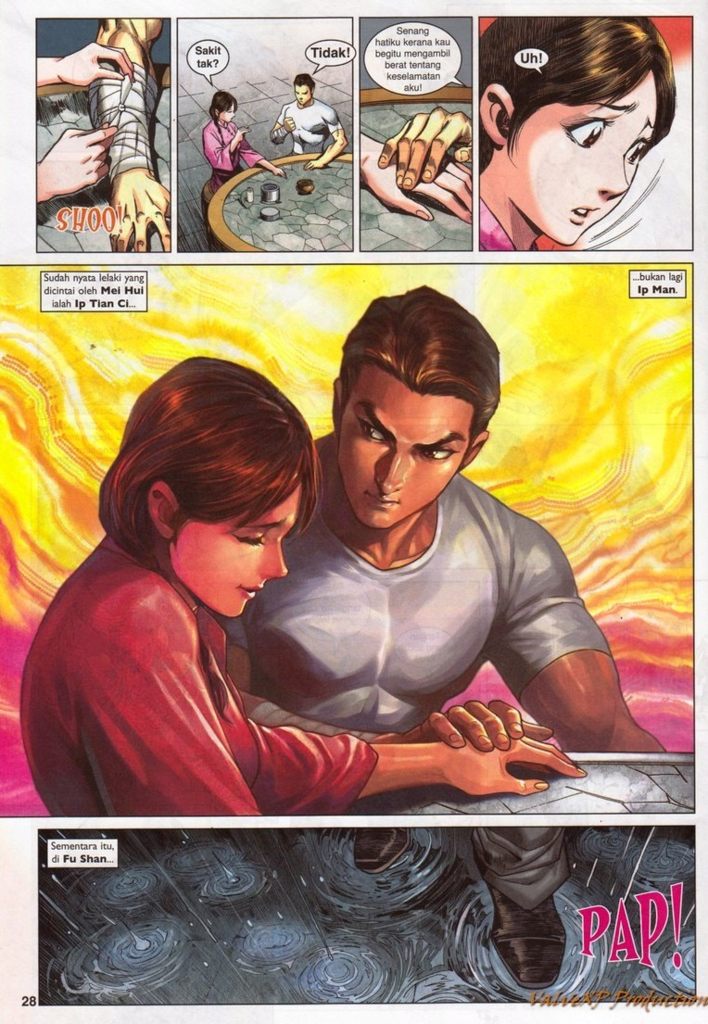 SHOO!
Sakit
tak?
Tidak!
Senang
hatiku kerana kau
begitu mengambil
berat tentang
keselamatan
aku!
Uh!
Sudah nyata lelaki yang
dicintai oleh Mei Hui
ialah Ip Tian Ci...
...bukan lagi
Ip Man.
Sementara itu,
di Fu Shan...
PAP!
28
ValveXP Production